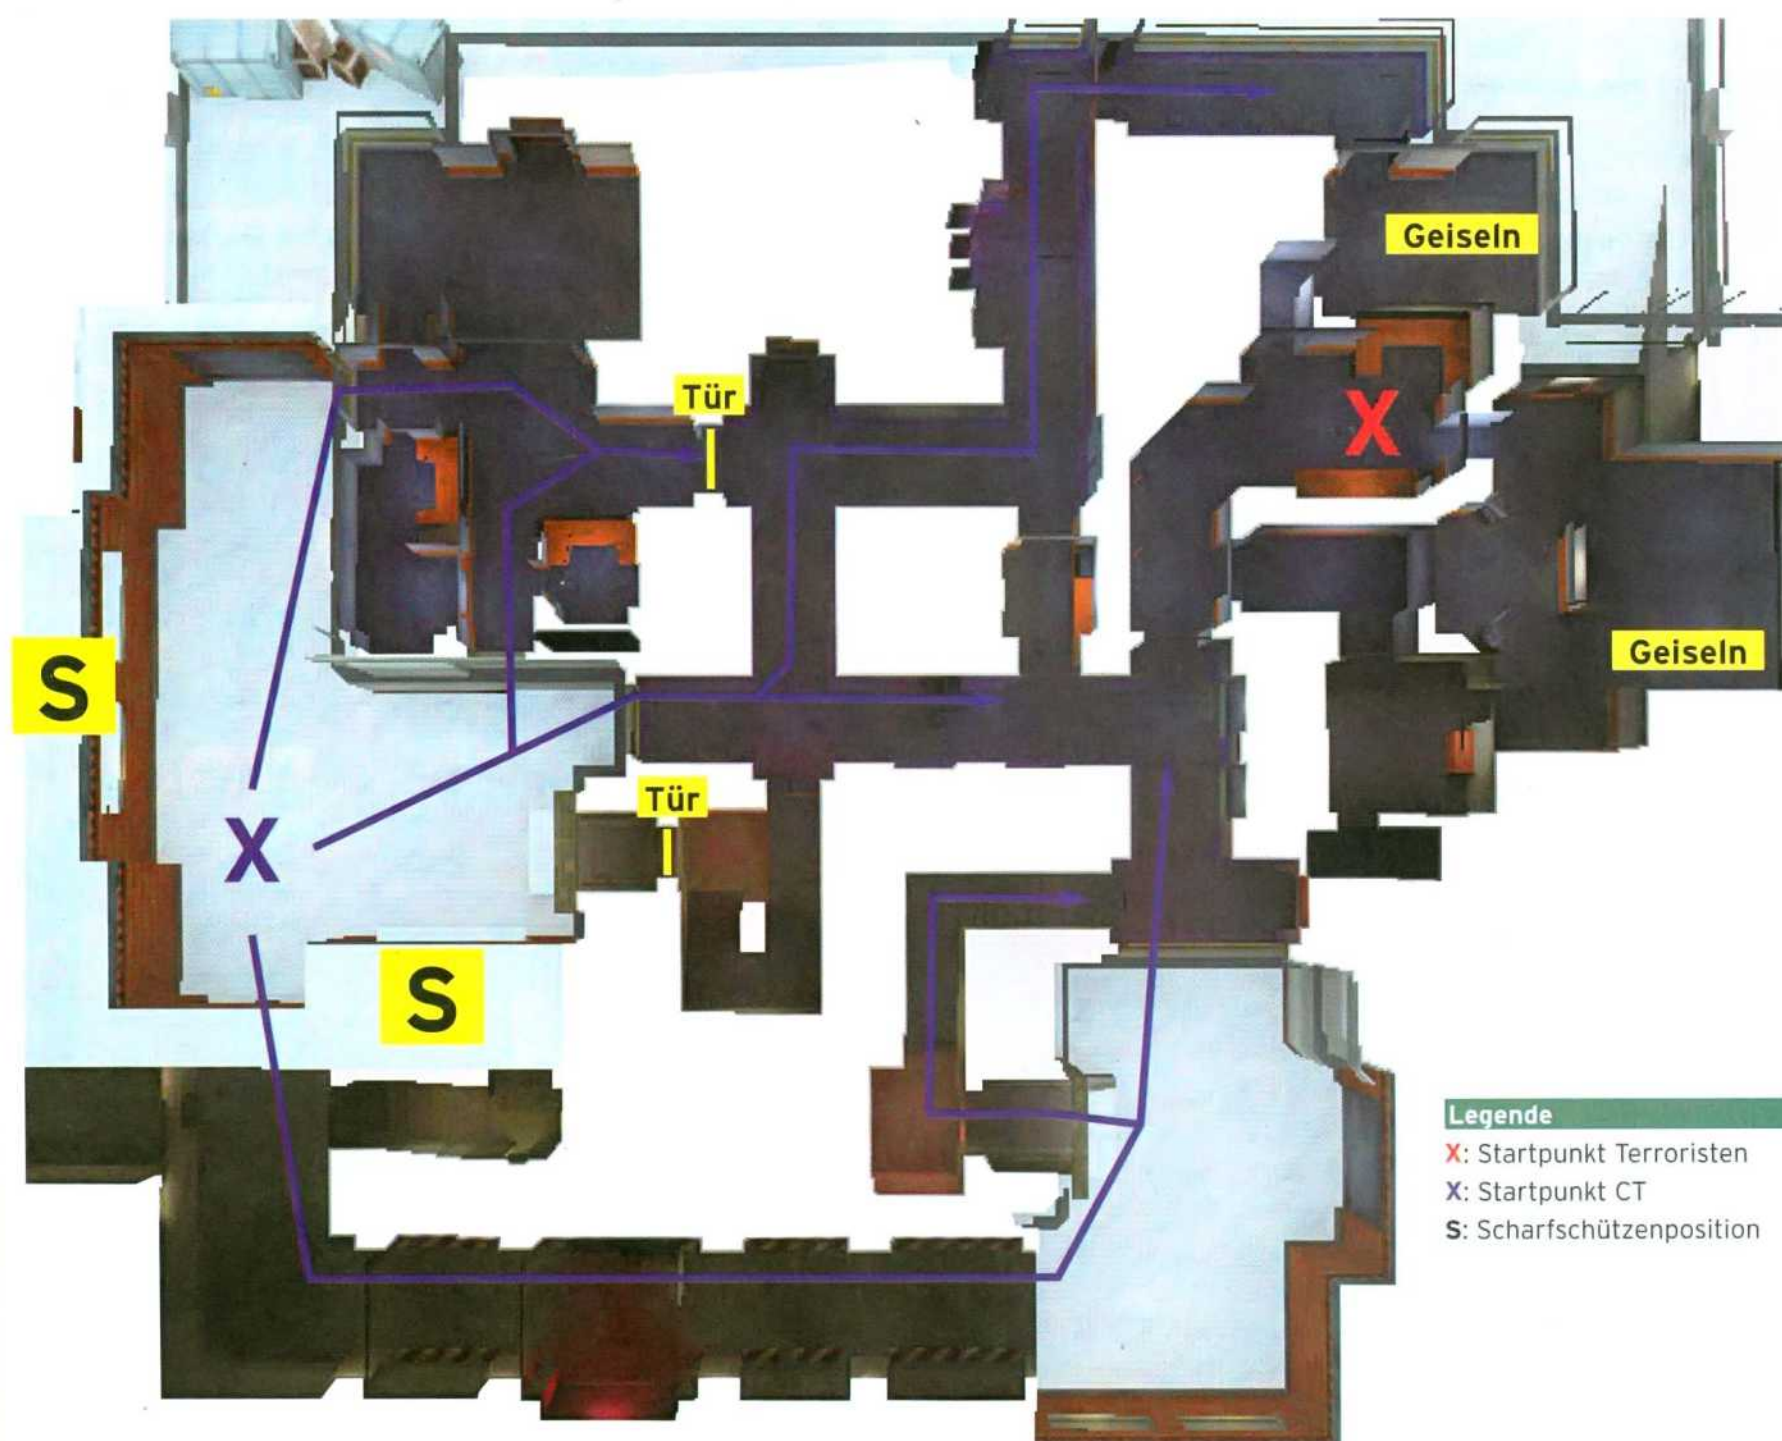 Geiseln
Tür
X
Geiseln
S
Tür
X
S
Legende
X: Startpunkt Terroristen
X: Startpunkt CT
S: Scharfschützenposition